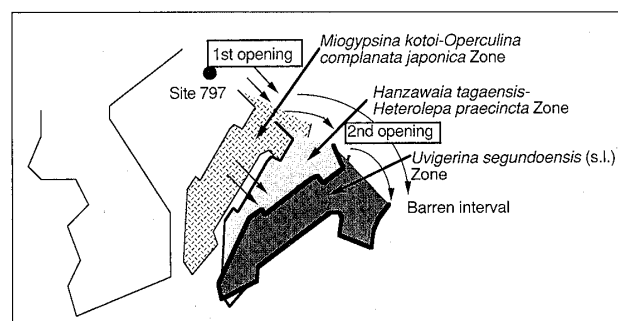 1st opening
Miogypsina kotoi-Operculina
complanata japonica Zone
Site 797
Hanzawaia tagaensis-
Heterolepa praecincta Zone
2nd opening
Uvigerina segundoensis (s.l.)
Zone
Barren interval